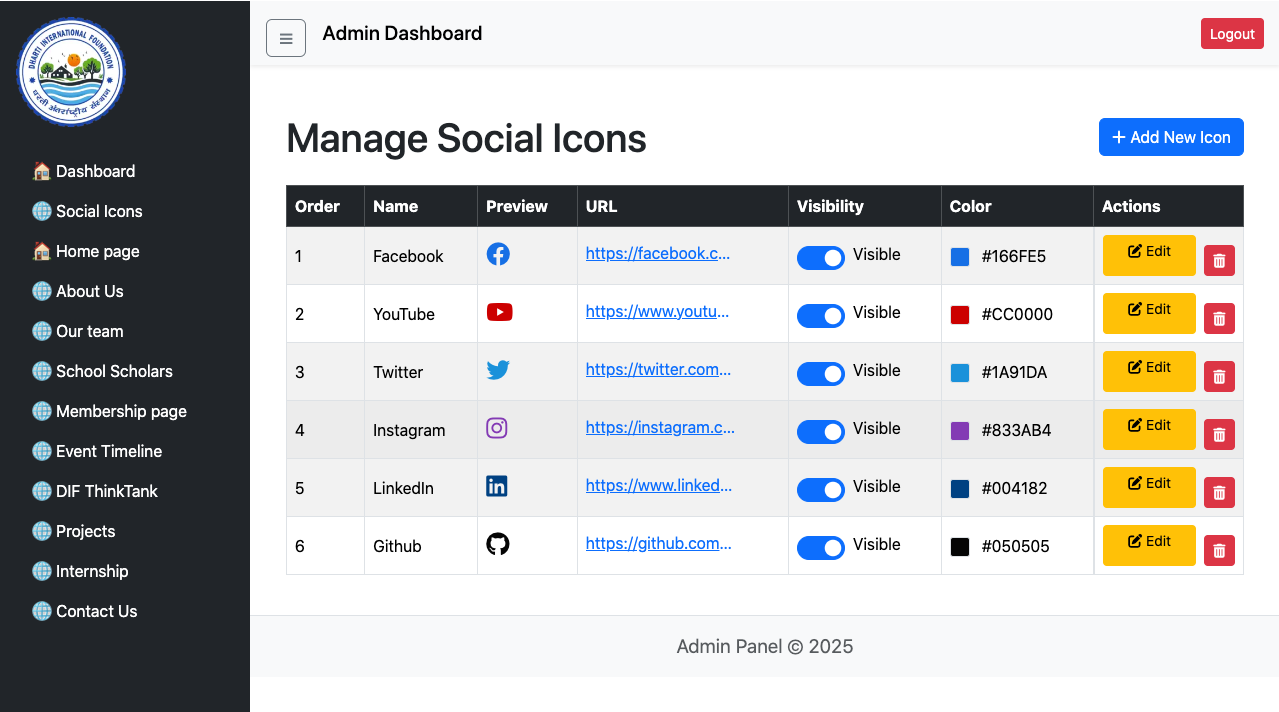 DHARTI INTERNATIONAL FOUNDATION
धरती अंतर्राष्ट्रीय संस्थान
Admin Dashboard
Logout
Dashboard
Social Icons
Home page
About Us
Our team
School Scholars
Membership page
Event Timeline
DIF ThinkTank
Projects
Internship
Contact Us
Manage Social Icons
+ Add New Icon
Order Name Preview URL Visibility Color Actions
1 Facebook https://facebook.c... Visible #166FE5 Edit
2 YouTube https://www.youtu... Visible #CC0000 Edit
3 Twitter https://twitter.com... Visible #1A91DA Edit
4 Instagram https://instagram.c... Visible #833AB4 Edit
5 LinkedIn in https://www.linked... Visible #004182 Edit
6 Github https://github.com... Visible #050505 Edit
Admin Panel © 2025